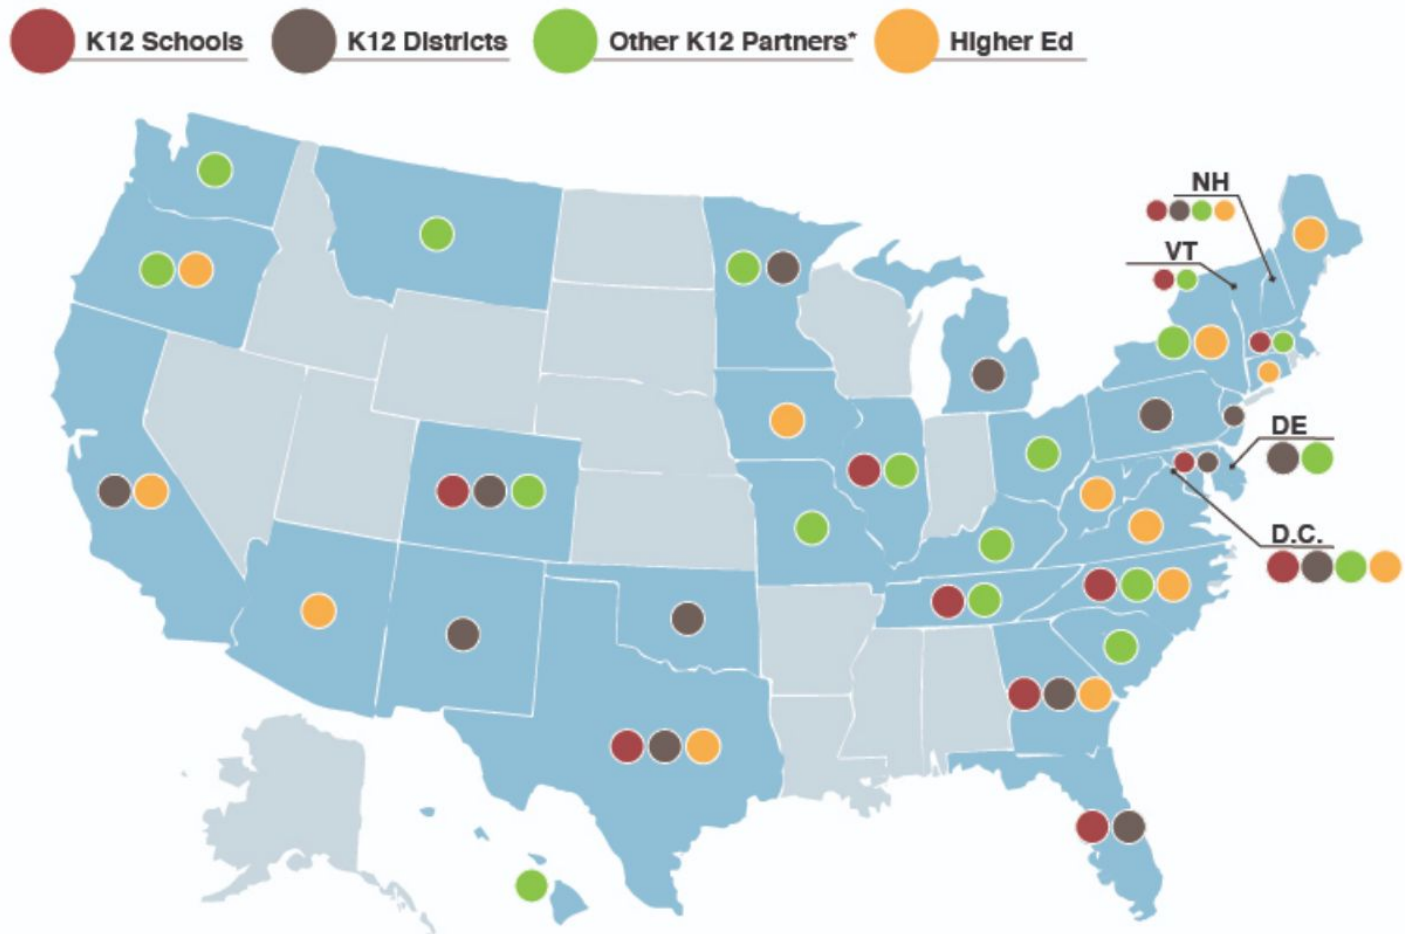 K12 Schools K12 Districts Other K12 Partners* Higher Ed
NH
VT
DE
D.C.